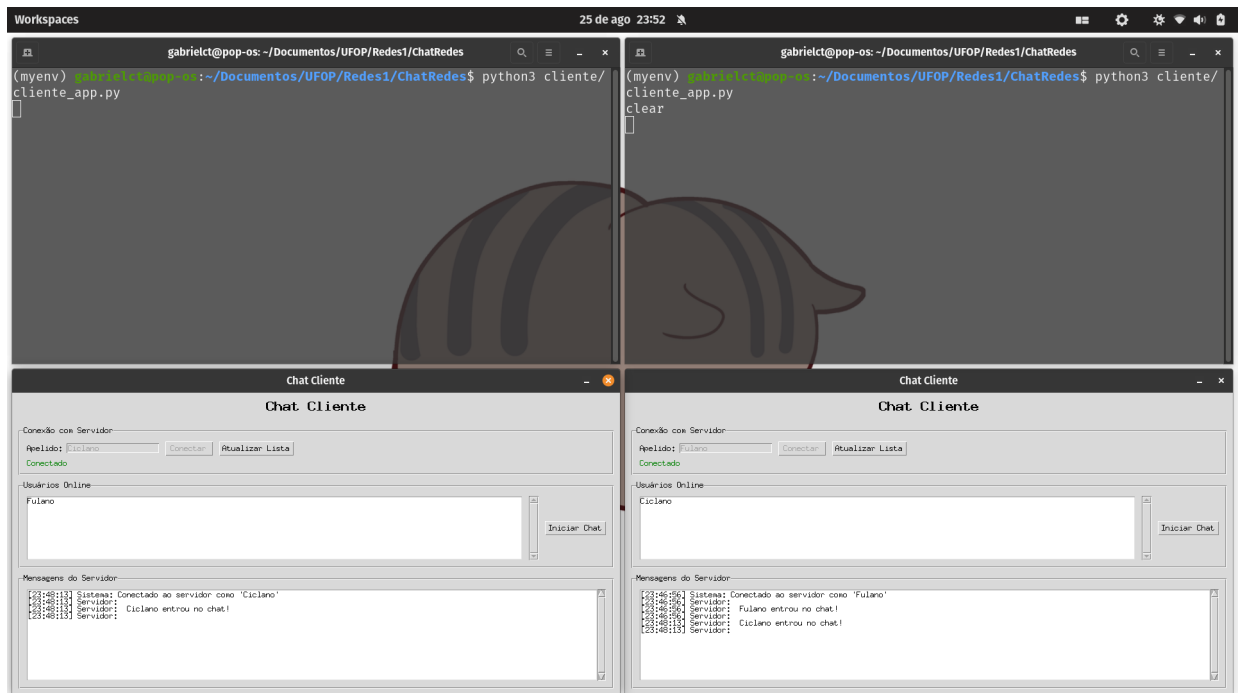 Workspaces
25 de ago 23:52
gabrielct@pop-os: ~/Documentos/UFOP/Redes1/ChatRedes
(myenv) gabrielct@pop-os:~/Documentos/UFOP/Redes1/ChatRedes$ python3 cliente/
cliente_app.py
gabrielct@pop-os: ~/Documentos/UFOP/Redes1/ChatRedes
(myenv) gabrielct@pop-os:~/Documentos/UFOP/Redes1/ChatRedes$ python3 cliente/
cliente_app.py
clear
Chat Cliente
Chat Cliente
Conexão com Servidor
Apelido: Ciclano Conectar Atualizar Lista
Conectado
Usuários Online
Fulano
Iniciar Chat
Mensagens do Servidor
[23:48:13] Sistema: Conectado ao servidor como 'Ciclano'
[23:48:13] Servidor:
[23:48:13] Servidor: Ciclano entrou no chat!
[23:48:13] Servidor:
Chat Cliente
Chat Cliente
Conexão com Servidor
Apelido: Fulano Conectar Atualizar Lista
Conectado
Usuários Online
Ciclano
Iniciar Chat
Mensagens do Servidor
[23:46:56] Sistema: Conectado ao servidor como 'Fulano'
[23:46:56] Servidor:
[23:46:56] Servidor: Fulano entrou no chat!
[23:46:56] Servidor:
[23:48:13] Servidor: Ciclano entrou no chat!
[23:48:13] Servidor: